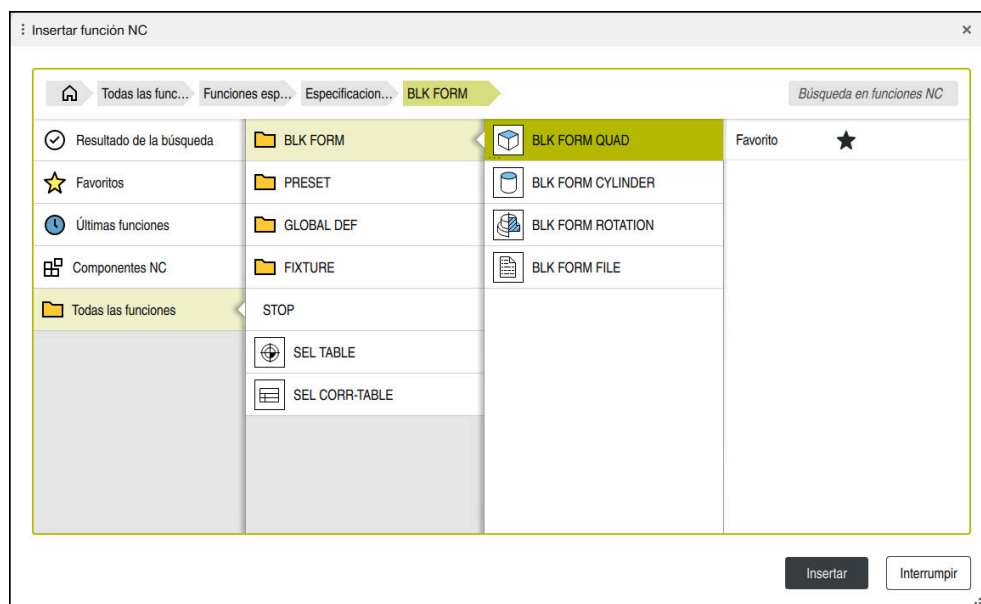 Insertar función NC
Todas las func... Funciones esp... Especificacion... BLK FORM Búsqueda en funciones NC
Resultado de la búsqueda
Favoritos
Últimas funciones
Componentes NC
Todas las funciones
BLK FORM
PRESET
GLOBAL DEF
FIXTURE
STOP
SEL TABLE
SEL CORR-TABLE
BLK FORM QUAD
BLK FORM CYLINDER
BLK FORM ROTATION
BLK FORM FILE
Favorito
Insertar Interrumpir